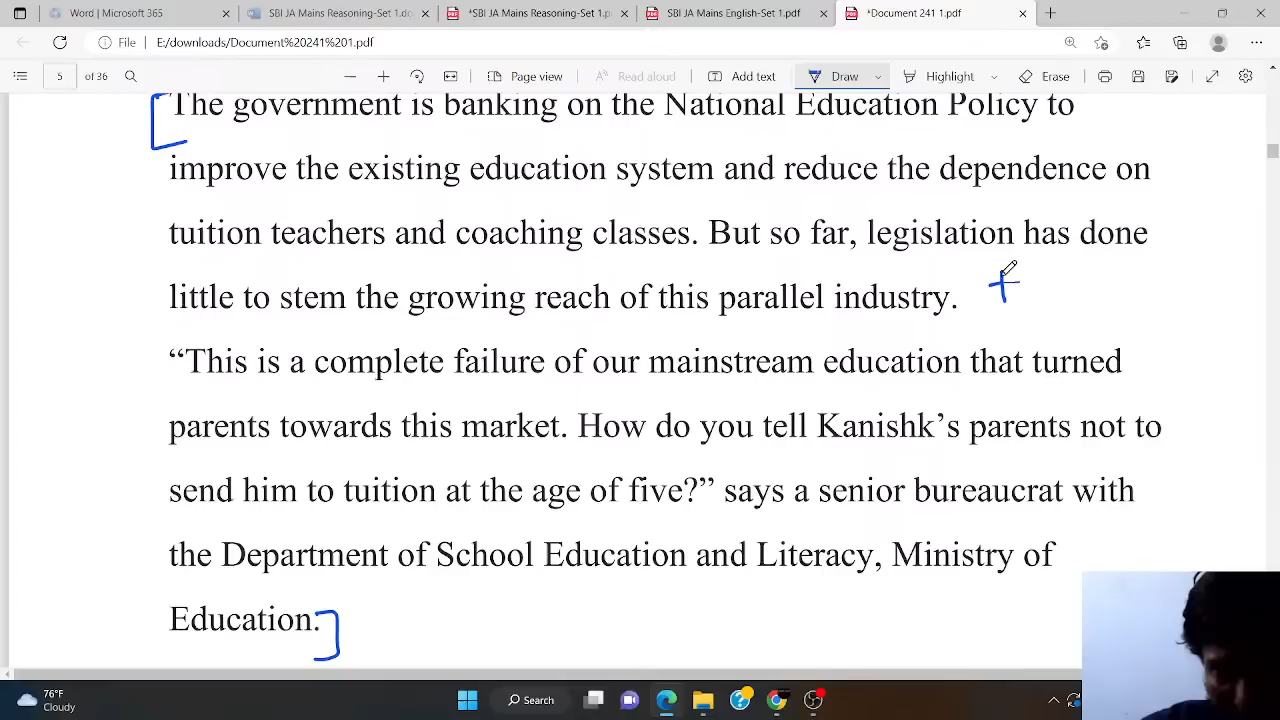 Word | Microsoft 365
SBI JA Mains Reasoning-Set 1.do
*SBI JA Mains Reasoning-Set 1.p
SBI JA Mains English-Set 1.pdf
*Document 241 1.pdf
File
E:/downloads/Document%20241%201.pdf
5 of 36
Page view
Read aloud
Add text
Draw
Highlight
Erase
The government is banking on the National Education Policy to
improve the existing education system and reduce the dependence on
tuition teachers and coaching classes. But so far, legislation has done
little to stem the growing reach of this parallel industry.
“This is a complete failure of our mainstream education that turned
parents towards this market. How do you tell Kanishk’s parents not to
send him to tuition at the age of five?” says a senior bureaucrat with
the Department of School Education and Literacy, Ministry of
Education.
76°F
Cloudy
Search